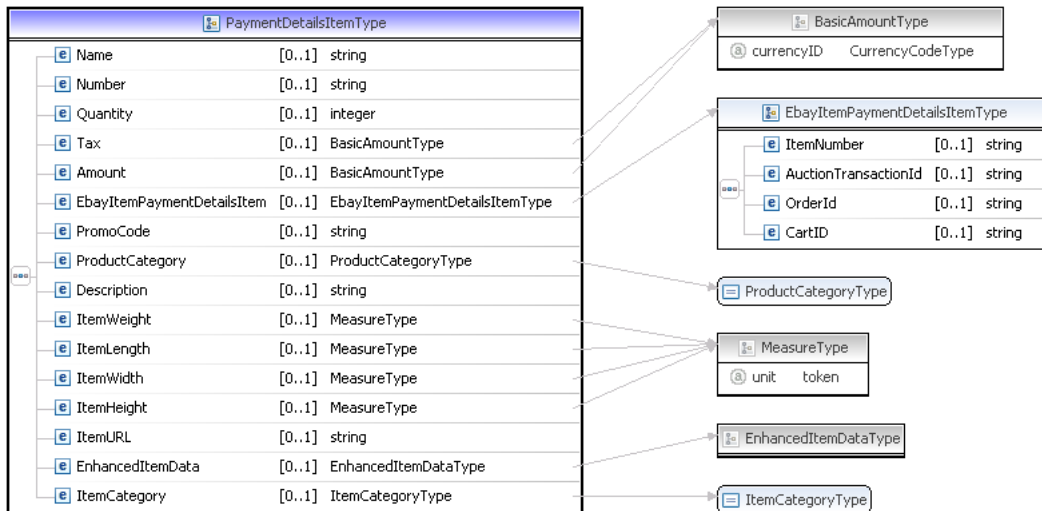 PaymentDetailsItemType
e Name [0..1] string
e Number [0..1] string
e Quantity [0..1] integer
e Tax [0..1] BasicAmountType
e Amount [0..1] BasicAmountType
e EbayItemPaymentDetailsItem [0..1] EbayItemPaymentDetailsItemType
e PromoCode [0..1] string
e ProductCategory [0..1] ProductCategoryType
e Description [0..1] string
e ItemWeight [0..1] MeasureType
e ItemLength [0..1] MeasureType
e ItemWidth [0..1] MeasureType
e ItemHeight [0..1] MeasureType
e ItemURL [0..1] string
e EnhancedItemData [0..1] EnhancedItemDataType
e ItemCategory [0..1] ItemCategoryType
BasicAmountType
@ currencyID CurrencyCodeType
EbayItemPaymentDetailsItemType
e ItemNumber [0..1] string
e AuctionTransactionId [0..1] string
e OrderId [0..1] string
e CartID [0..1] string
ProductCategoryType
MeasureType
@ unit token
EnhancedItemDataType
ItemCategoryType